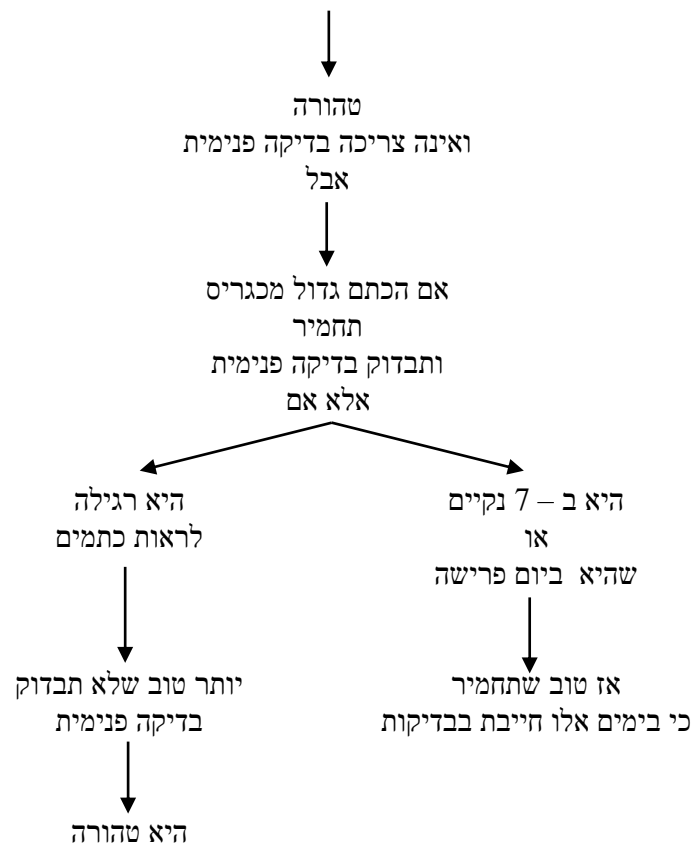 טהורה
ואינה צריכה בדיקה פנימית
אבל
אם הכתם גדול מכגריס
תחמיר
ותבדוק בדיקה פנימית
אלא אם
היא ב – 7 נקיים
או
שהיא ביום פרישה
אז טוב שתחמיר
כי בימים אלו חייבת בבדיקות
היא רגילה
לראות כתמים
יותר טוב שלא תבדוק
בדיקה פנימית
היא טהורה